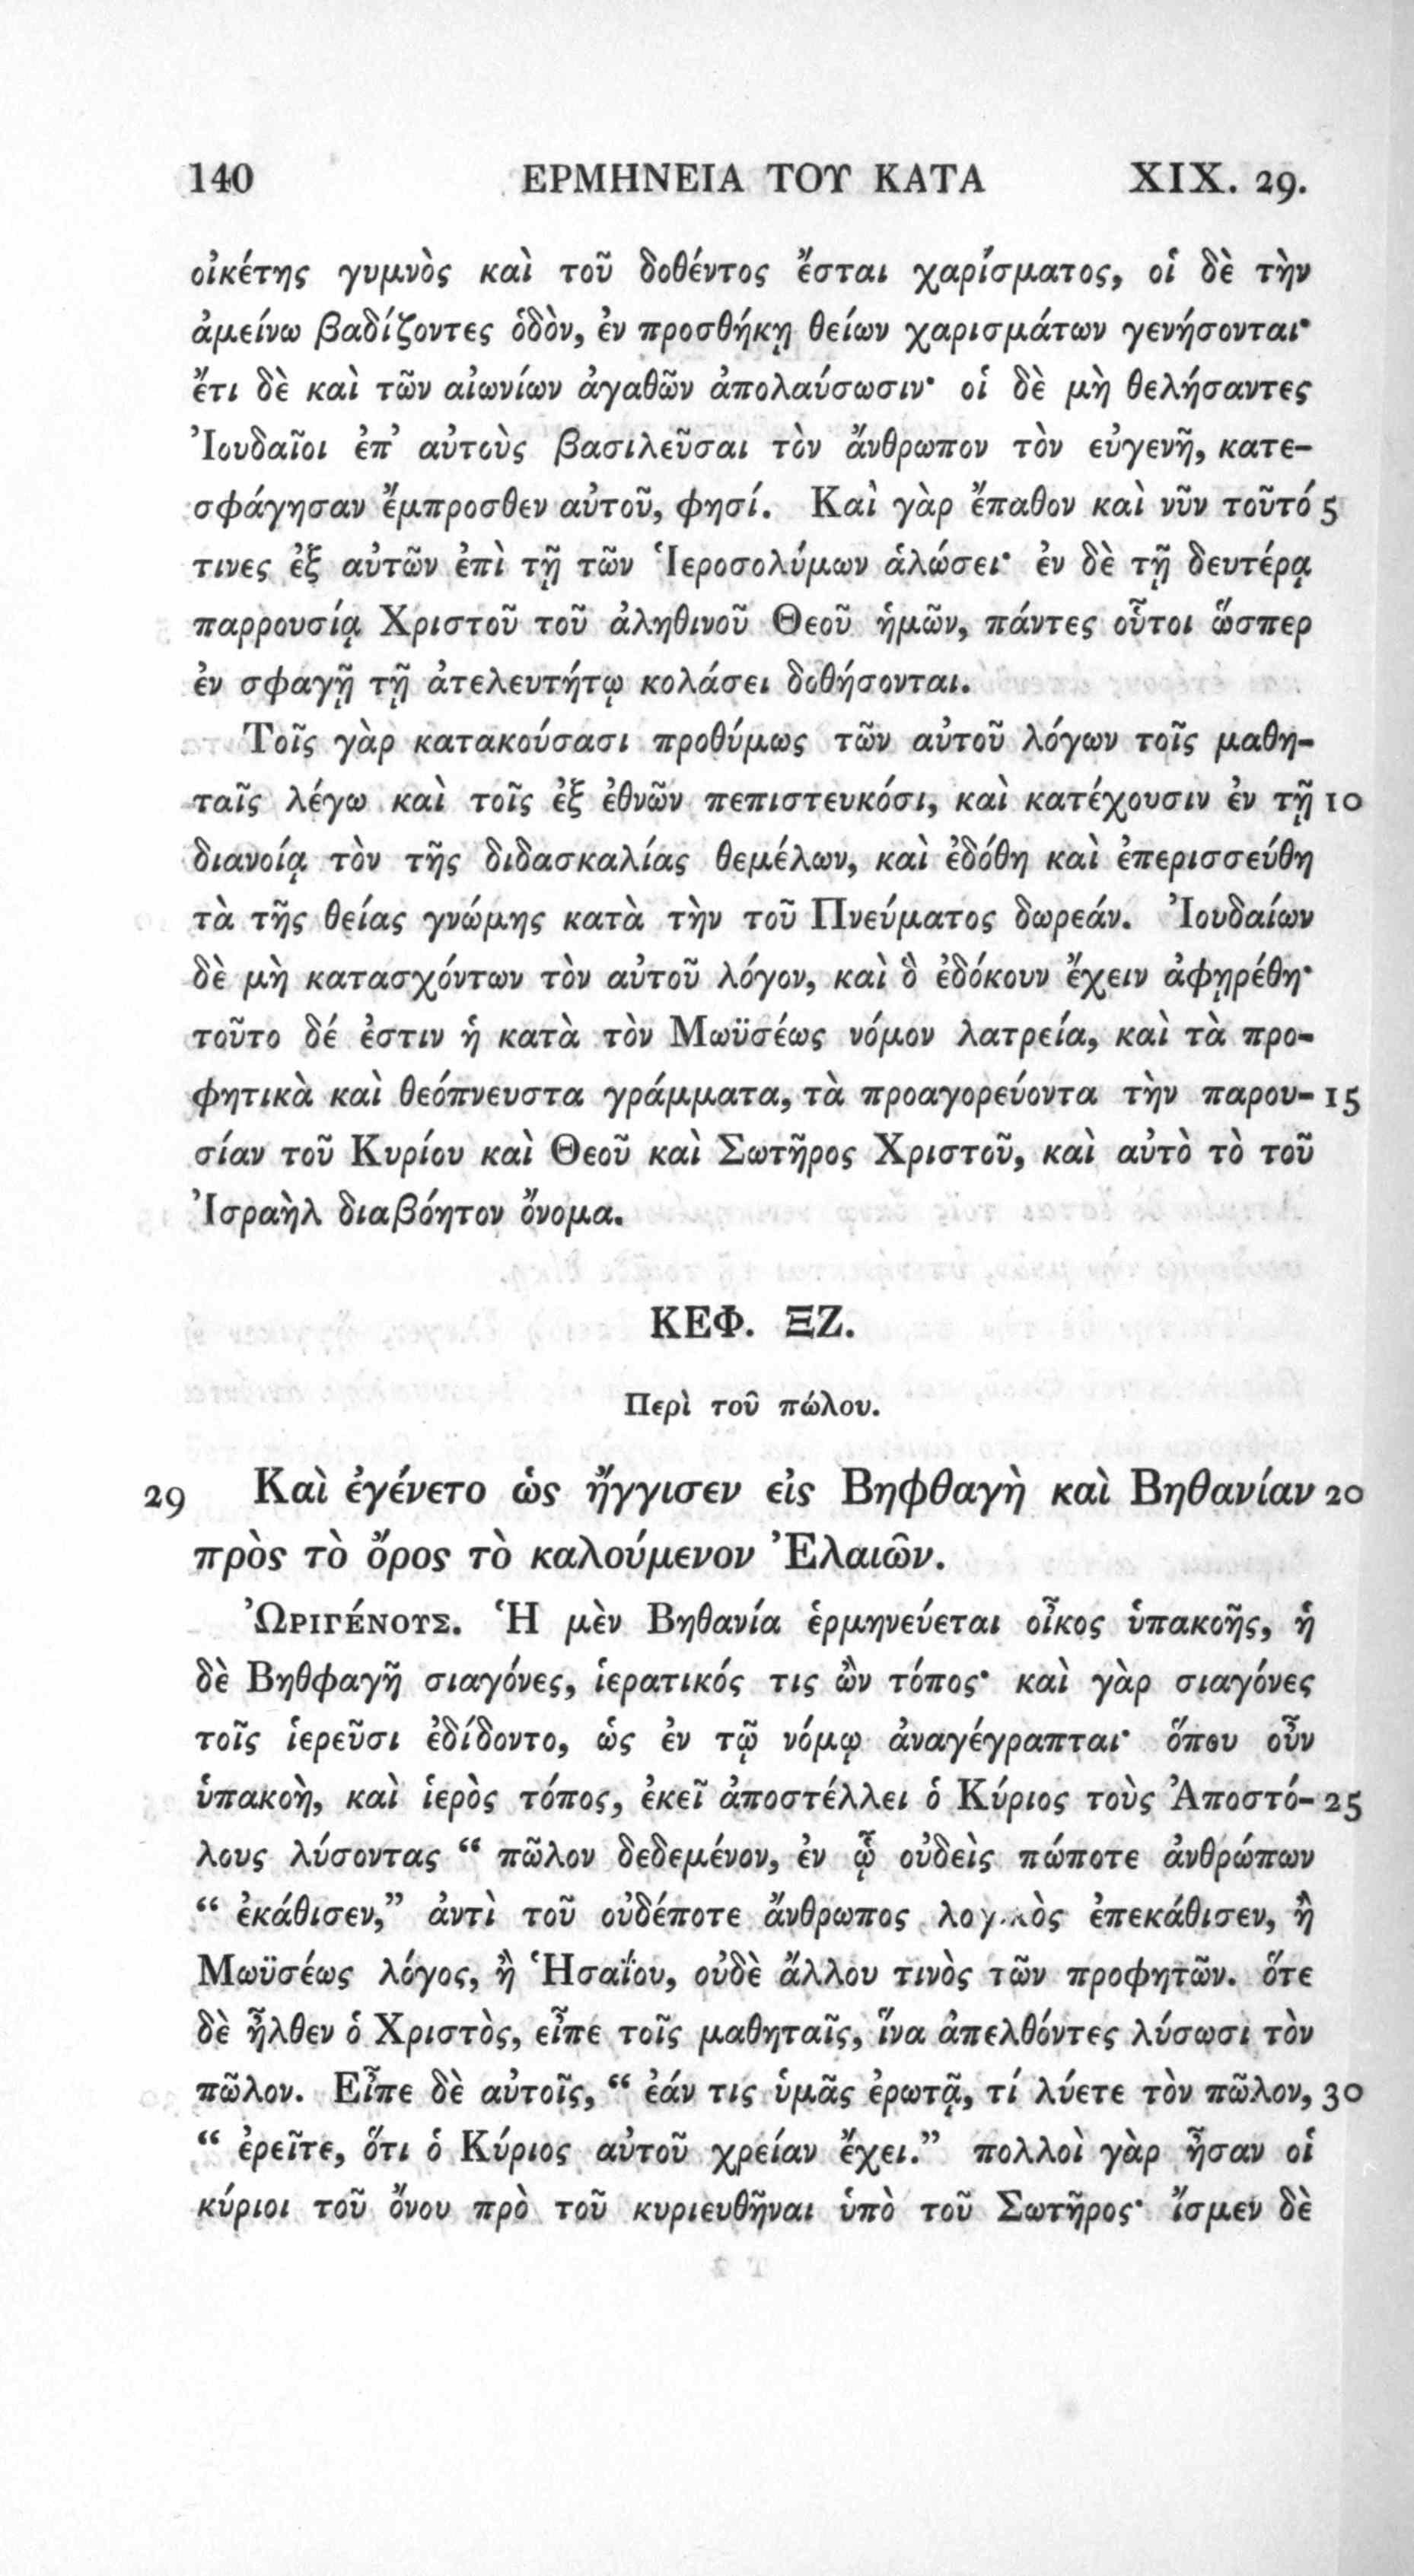 140 ΕΡΜΗΝΕΙΑ ΤΟΥ ΚΑΤΑ XIX. 29.
οἰκέτης γυμνὸς καὶ τοῦ δοθέντος ἔσται χαρίσματος, οἱ δὲ τὴν
ἀμείνω βαδίζοντες ὁδὸν, ἐν προσθήκῃ θείων χαρισμάτων γενήσονται·
ἔτι δὲ καὶ τῶν αἰωνίων ἀγαθῶν ἀπολαύσωσιν· οἱ δὲ μὴ θελήσαντες
Ἰουδαῖοι ἐπ’ αὐτοὺς βασιλεῦσαι τὸν ἄνθρωπον τὸν εὐγενῆ, κατε-
σφάγησαν ἔμπροσθεν αὐτοῦ, φησί. Καὶ γὰρ ἔπαθον καὶ νῦν τοῦτό 5
τινες ἐξ αὐτῶν ἐπὶ τῇ τῶν Ἱεροσολύμων ἁλώσει· ἐν δὲ τῇ δευτέρᾳ
παρρουσίᾳ Χριστοῦ τοῦ ἀληθινοῦ Θεοῦ ἡμῶν, πάντες οὗτοι ὥσπερ
ἐν σφαγῇ τῇ ἀτελευτήτῳ κολάσει δοθήσονται.
Τοῖς γὰρ κατακούσασι προθύμως τῶν αὐτοῦ λόγων τοῖς μαθη-
ταῖς λέγω καὶ τοῖς ἐξ ἐθνῶν πεπιστευκόσι, καὶ κατέχουσιν ἐν τῇ 10
διανοίᾳ τὸν τῆς διδασκαλίας θεμέλων, καὶ ἐδόθη καὶ ἐπερισσεύθη
τὰ τῆς θείας γνώμης κατὰ τὴν τοῦ Πνεύματος δωρεάν. Ἰουδαίων
δὲ μὴ κατασχόντων τὸν αὐτοῦ λόγον, καὶ ὃ ἐδόκουν ἔχειν ἀφῃρέθη·
τοῦτο δέ ἐστιν ἡ κατὰ τὸν Μωϋσέως νόμον λατρεία, καὶ τὰ προ-
φητικὰ καὶ θεόπνευστα γράμματα, τὰ προαγορεύοντα τὴν παρου- 15
σίαν τοῦ Κυρίου καὶ Θεοῦ καὶ Σωτῆρος Χριστοῦ, καὶ αὐτὸ τὸ τοῦ
Ἰσραὴλ διαβόητον ὄνομα.
ΚΕΦ. ΞΖ.
Περὶ τοῦ πώλου.
29 Καὶ ἐγένετο ὡς ἤγγισεν εἰς Βηφθαγὴ καὶ Βηθανίαν 20
πρὸς τὸ ὄρος τὸ καλούμενον Ἐλαιῶν.
Ὠριγένους. Ἡ μὲν Βηθανία ἑρμηνεύεται οἶκος ὑπακοῆς, ἡ
δὲ Βηθφαγῆ σιαγόνες, ἱερατικός τις ὢν τόπος· καὶ γὰρ σιαγόνες
τοῖς ἱερεῦσι ἐδίδοντο, ὡς ἐν τῷ νόμῳ ἀναγέγραπται· ὅπου οὖν
ὑπακοὴ, καὶ ἱερὸς τόπος, ἐκεῖ ἀποστέλλει ὁ Κύριος τοὺς Ἀποστό- 25
λους λύσοντας “ πῶλον δεδεμένον, ἐν ᾧ οὐδεὶς πώποτε ἀνθρώπων
“ ἐκάθισεν,” ἀντὶ τοῦ οὐδέποτε ἄνθρωπος λογικὸς ἐπεκάθισεν, ἢ
Μωϋσέως λόγος, ἢ Ἡσαΐου, οὐδὲ ἄλλου τινὸς τῶν προφητῶν. ὅτε
δὲ ἦλθεν ὁ Χριστὸς, εἶπε τοῖς μαθηταῖς, ἵνα ἀπελθόντες λύσωσι τὸν
πῶλον. Εἶπε δὲ αὐτοῖς, “ ἐάν τις ὑμᾶς ἐρωτᾷ, τί λύετε τὸν πῶλον, 30
“ ἐρεῖτε, ὅτι ὁ Κύριος αὐτοῦ χρείαν ἔχει.” πολλοὶ γὰρ ἦσαν οἱ
κύριοι τοῦ ὄνου πρὸ τοῦ κυριευθῆναι ὑπὸ τοῦ Σωτῆρος· ἴσμεν δὲ